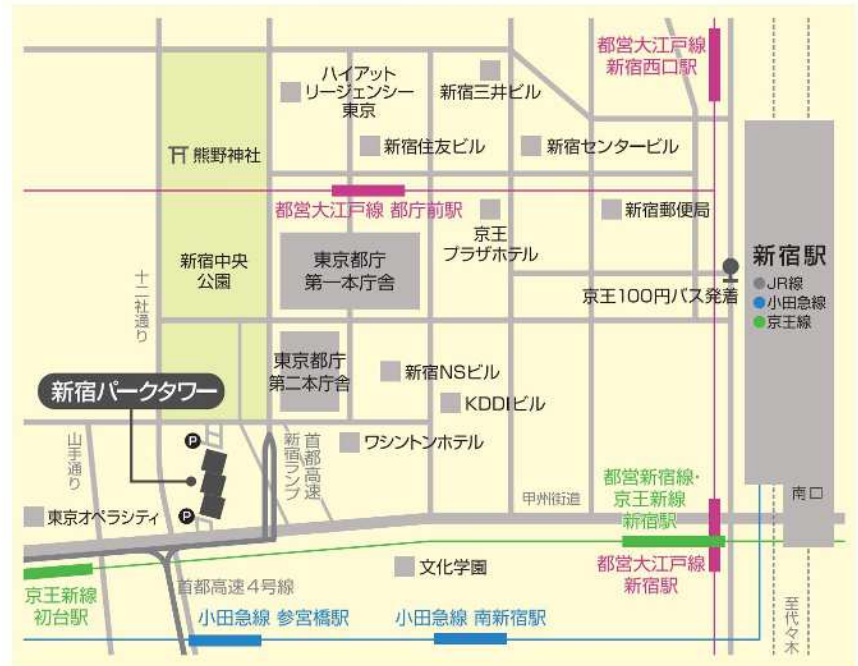 都営大江戸線
新宿西口駅
ハイアット
リージェンシー
東京
新宿三井ビル
熊野神社
新宿住友ビル
新宿センタービル
都営大江戸線 都庁前駅
京王
プラザホテル
新宿郵便局
新宿中央
公園
東京都庁
第一本庁舎
新宿駅
JR線
小田急線
京王線
京王100円バス発着
十二社通り
東京都庁
第二本庁舎
新宿NSビル
新宿パークタワー
KDDIビル
P
山手通り
首都高速
新宿ランプ
ワシントンホテル
都営新宿線・
京王新線
新宿駅
甲州街道
南口
東京オペラシティ
P
京王新線
初台駅
首都高速4号線
文化学園
都営大江戸線
新宿駅
小田急線 参宮橋駅
小田急線 南新宿駅
至代々木